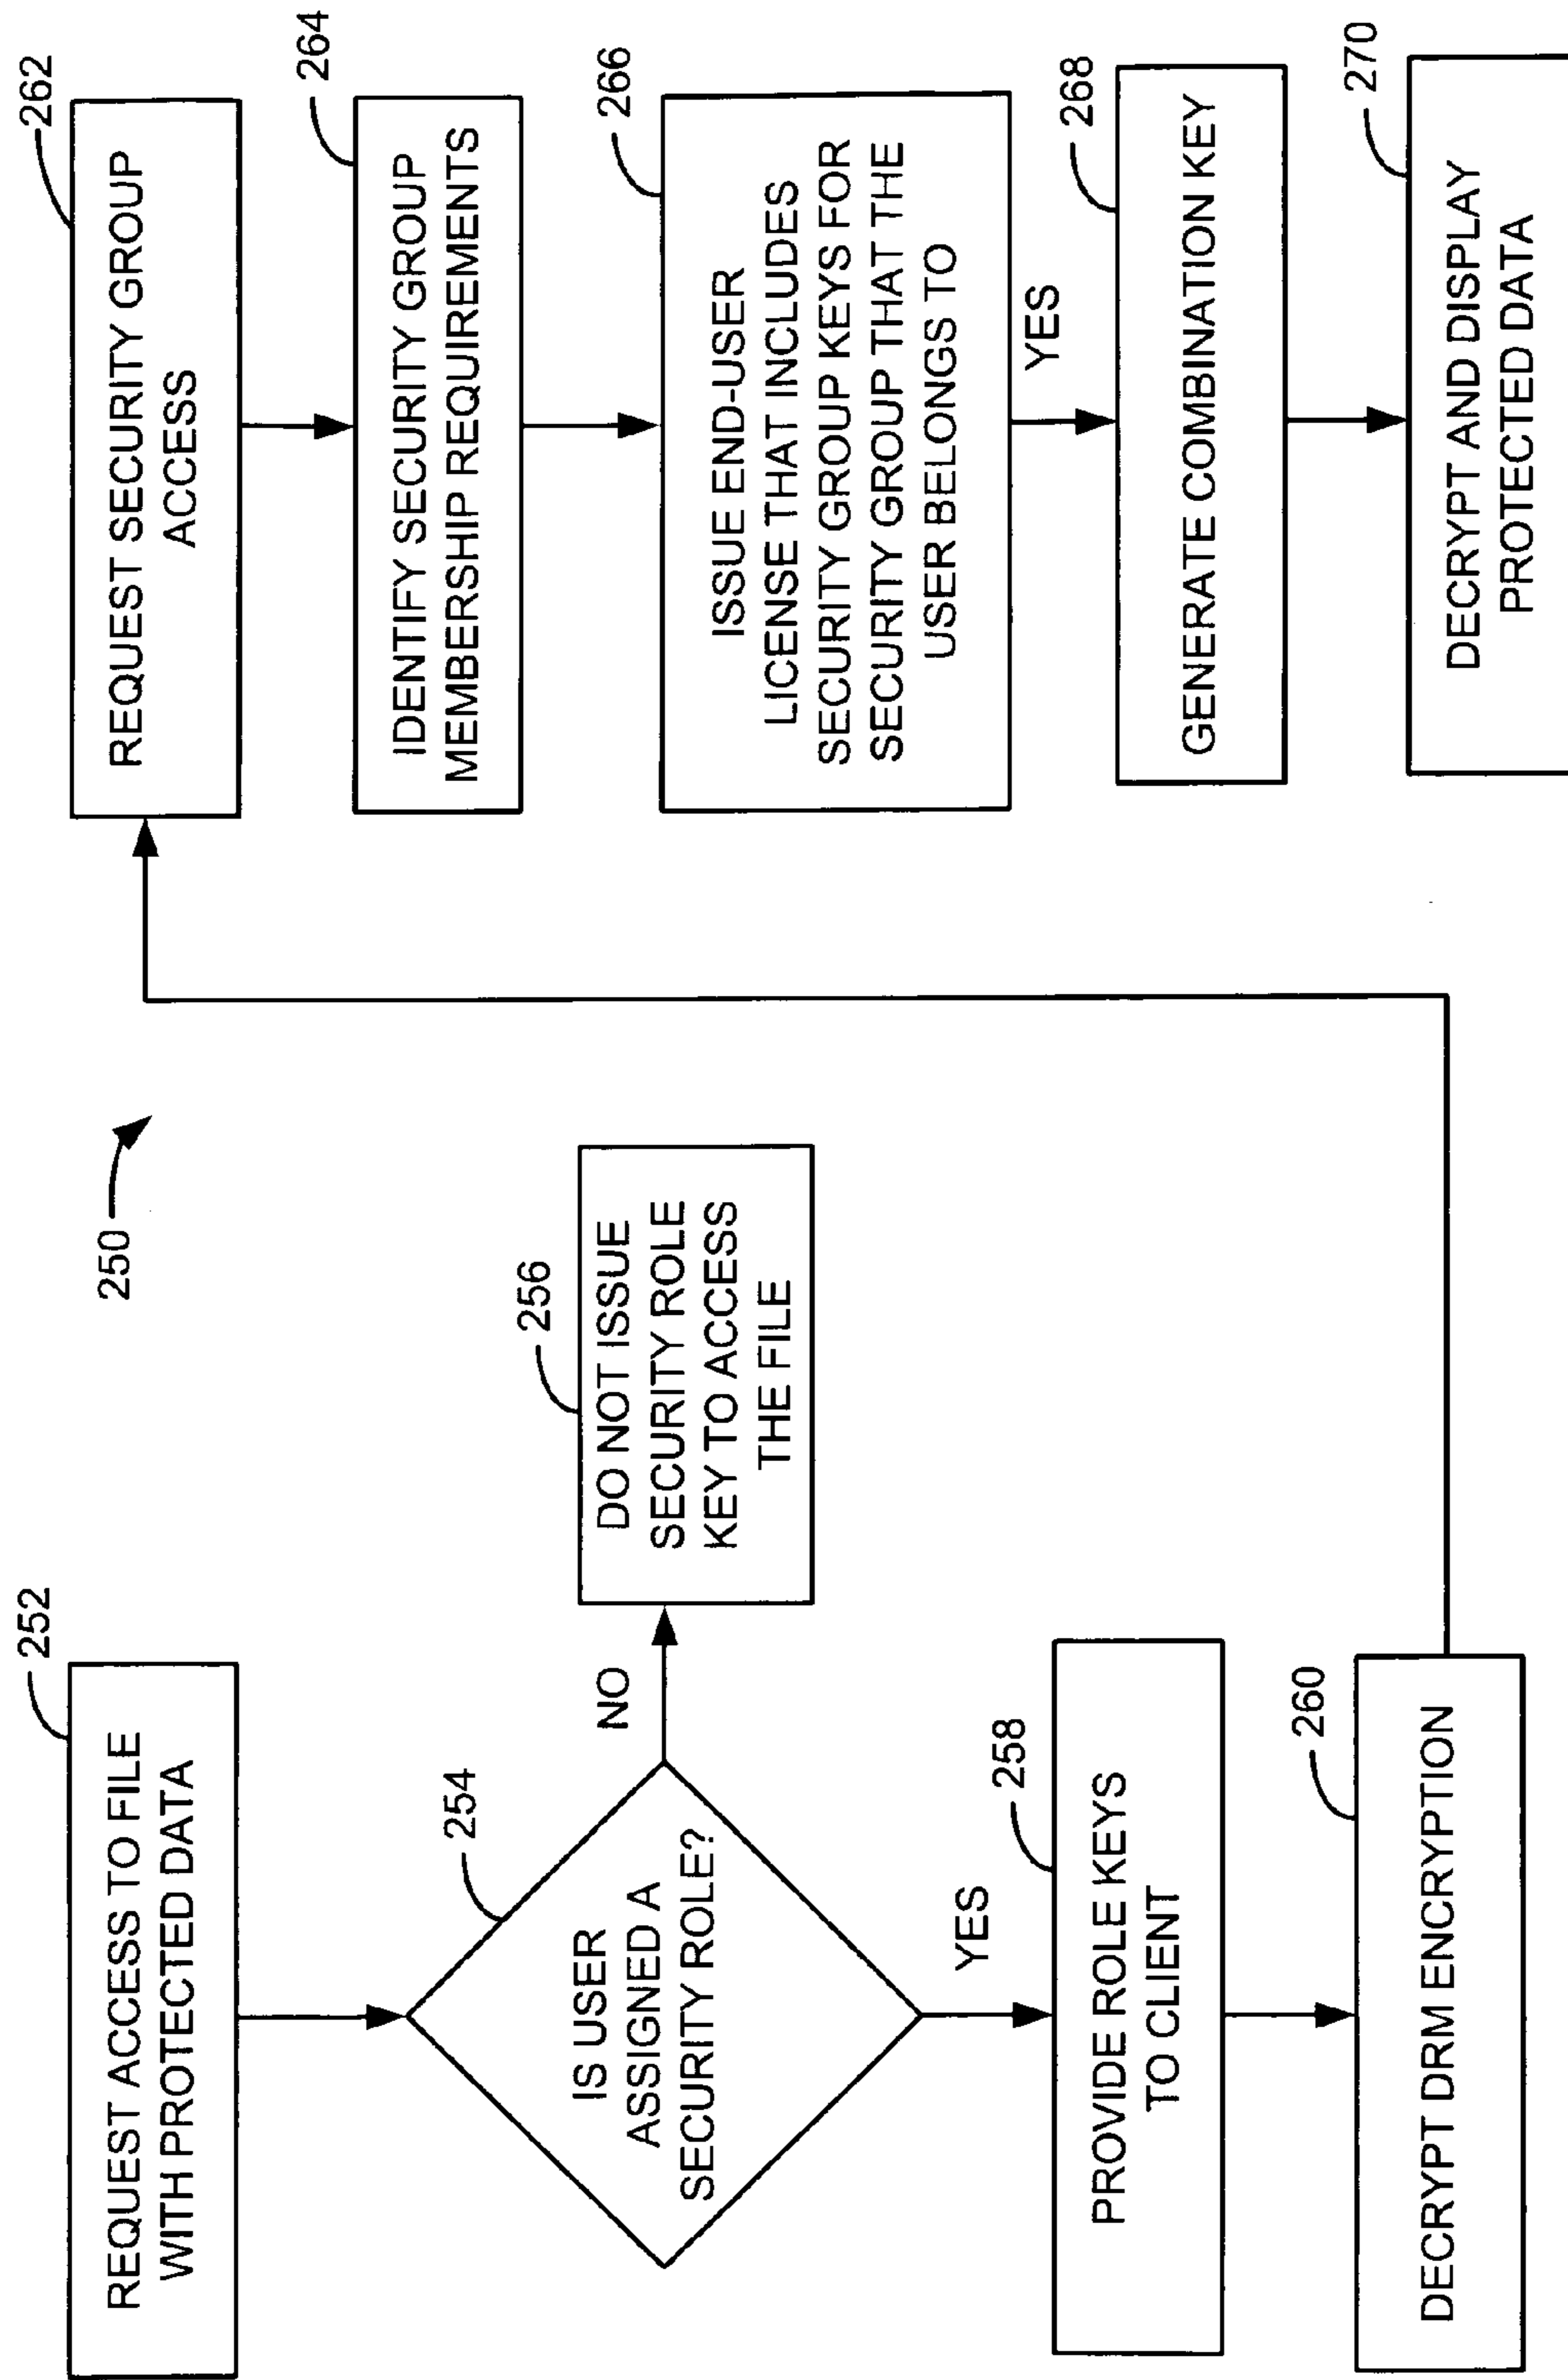 250
252
REQUEST ACCESS TO FILE
WITH PROTECTED DATA
254
IS USER
ASSIGNED A
SECURITY ROLE?
NO
256
DO NOT ISSUE
SECURITY ROLE
KEY TO ACCESS
THE FILE
YES
258
PROVIDE ROLE KEYS
TO CLIENT
260
DECRYPT DRM ENCRYPTION
262
REQUEST SECURITY GROUP
ACCESS
264
IDENTIFY SECURITY GROUP
MEMBERSHIP REQUIREMENTS
266
ISSUE END-USER
LICENSE THAT INCLUDES
SECURITY GROUP KEYS FOR
SECURITY GROUP THAT THE
USER BELONGS TO
YES
268
GENERATE COMBINATION KEY
270
DECRYPT AND DISPLAY
PROTECTED DATA